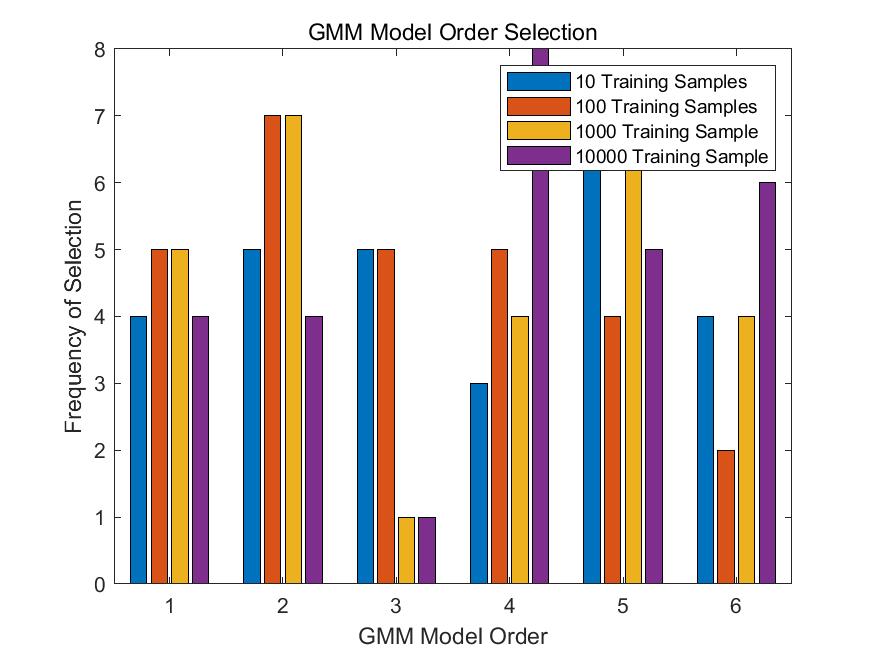 GMM Model Order Selection
8
7
6
5
4
3
2
1
0
Frequency of Selection
10 Training Samples
100 Training Samples
1000 Training Sample
10000 Training Sample
1 2 3 4 5 6
GMM Model Order